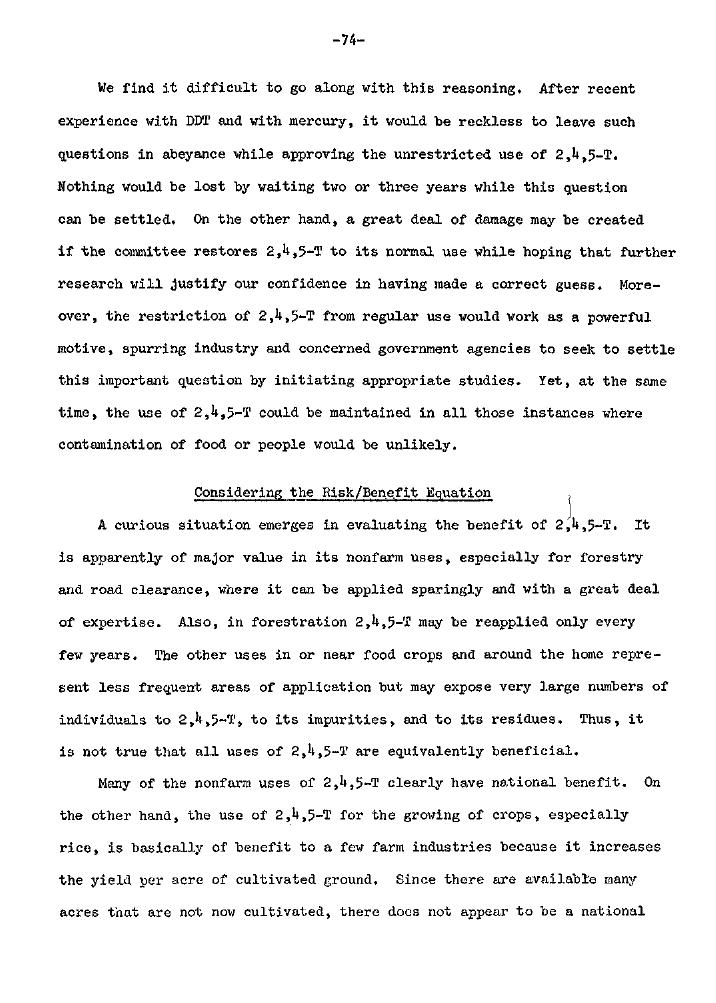 -74-
We find it difficult to go along with this reasoning. After recent
experience with DDT and with mercury, it would be reckless to leave such
questions in abeyance while approving the unrestricted use of 2,4,5-T.
Nothing would be lost by waiting two or three years while this question
can be settled. On the other hand, a great deal of damage may be created
if the committee restores 2,4,5-T to its normal use while hoping that further
research will justify our confidence in having made a correct guess. More-
over, the restriction of 2,4,5-T from regular use would work as a powerful
motive, spurring industry and concerned government agencies to seek to settle
this important question by initiating appropriate studies. Yet, at the same
time, the use of 2,4,5-T could be maintained in all those instances where
contamination of food or people would be unlikely.
Considering the Risk/Benefit Equation
A curious situation emerges in evaluating the benefit of 2,4,5-T. It
is apparently of major value in its nonfarm uses, especially for forestry
and road clearance, where it can be applied sparingly and with a great deal
of expertise. Also, in forestration 2,4,5-T may be reapplied only every
few years. The other uses in or near food crops and around the home repre-
sent less frequent areas of application but may expose very large numbers of
individuals to 2,4,5-T, to its impurities, and to its residues. Thus, it
is not true that all uses of 2,4,5-T are equivalently beneficial.
Many of the nonfarm uses of 2,4,5-T clearly have national benefit. On
the other hand, the use of 2,4,5-T for the growing of crops, especially
rice, is basically of benefit to a few farm industries because it increases
the yield per acre of cultivated ground. Since there are available many
acres that are not now cultivated, there does not appear to be a national